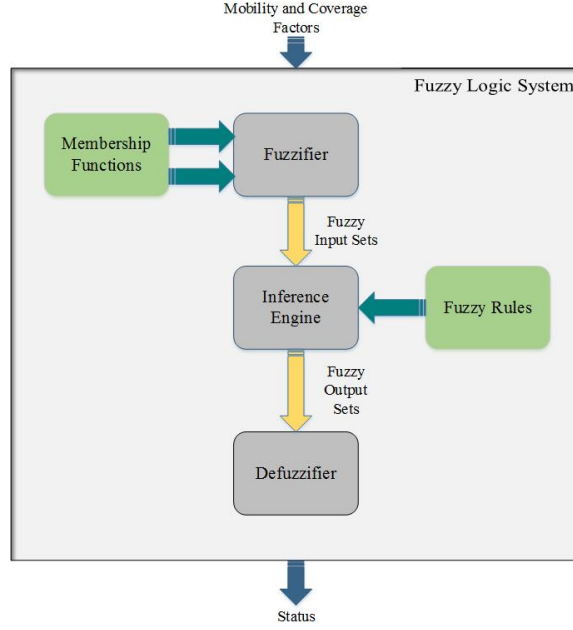 Mobility and Coverage
Factors
Fuzzy Logic System
Membership
Functions
Fuzzifier
Fuzzy
Input Sets
Inference
Engine
Fuzzy Rules
Fuzzy
Output
Sets
Defuzzifier
Status